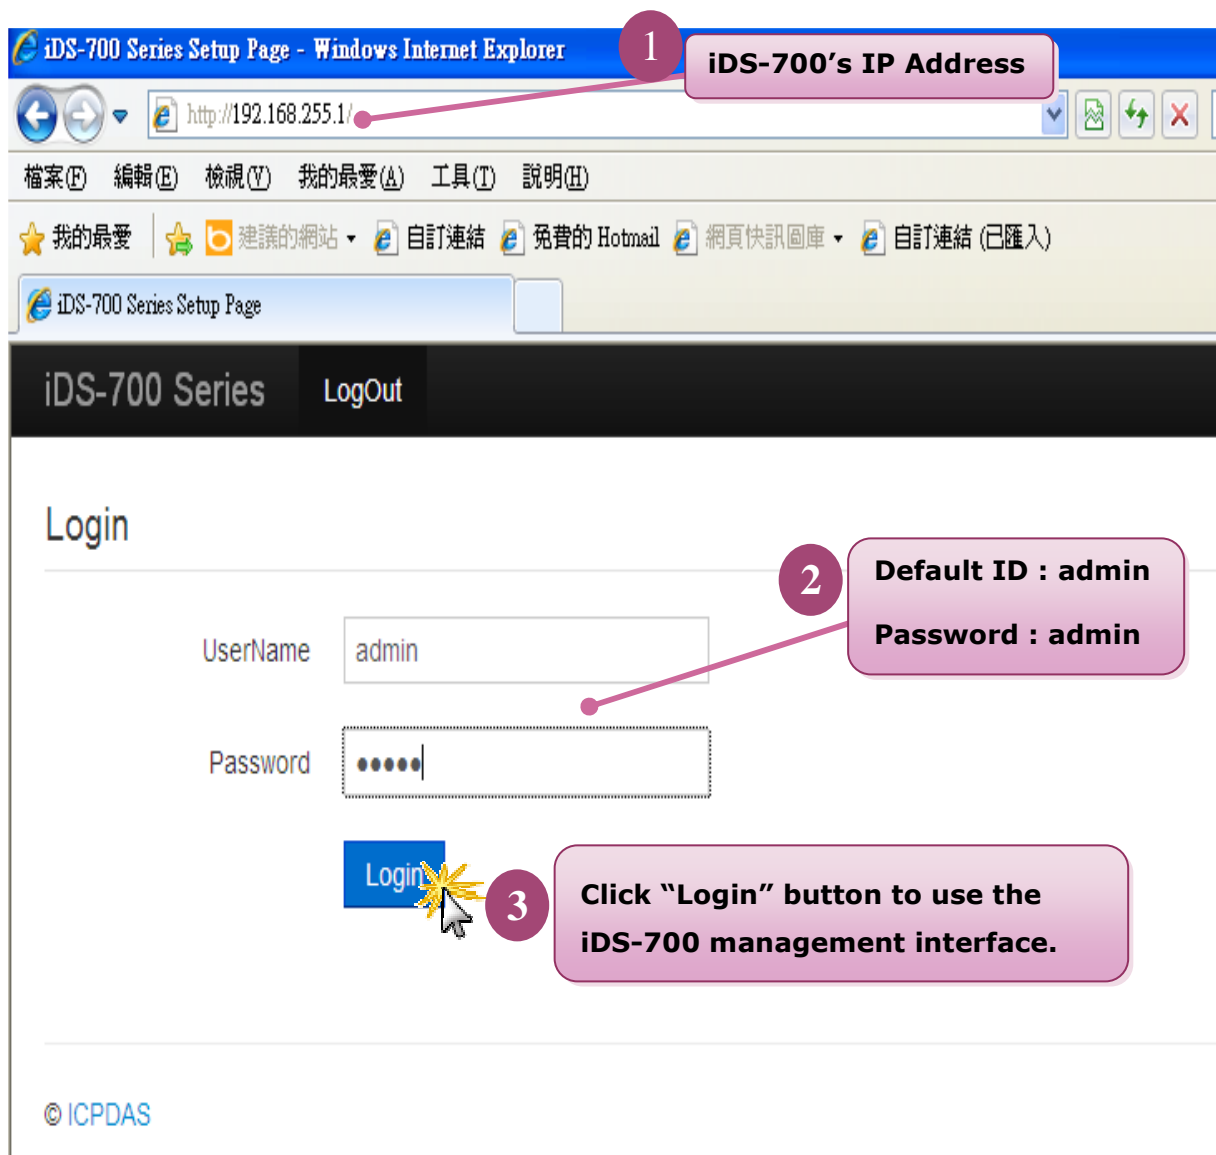 iDS-700 Series Setup Page - Windows Internet Explorer
1
iDS-700's IP Address
http://192.168.255.1/
檔案(F) 編輯(E) 檢視(V) 我的最愛(A) 工具(T) 說明(H)
我的最愛 建議的網站 自訂連結 免費的 Hotmail 網頁快訊圖庫 自訂連結 (已匯入)
iDS-700 Series Setup Page
iDS-700 Series LogOut
Login
2
Default ID : admin
Password : admin
UserName admin
Password •••••
Login
3
Click “Login” button to use the
iDS-700 management interface.
© ICPDAS